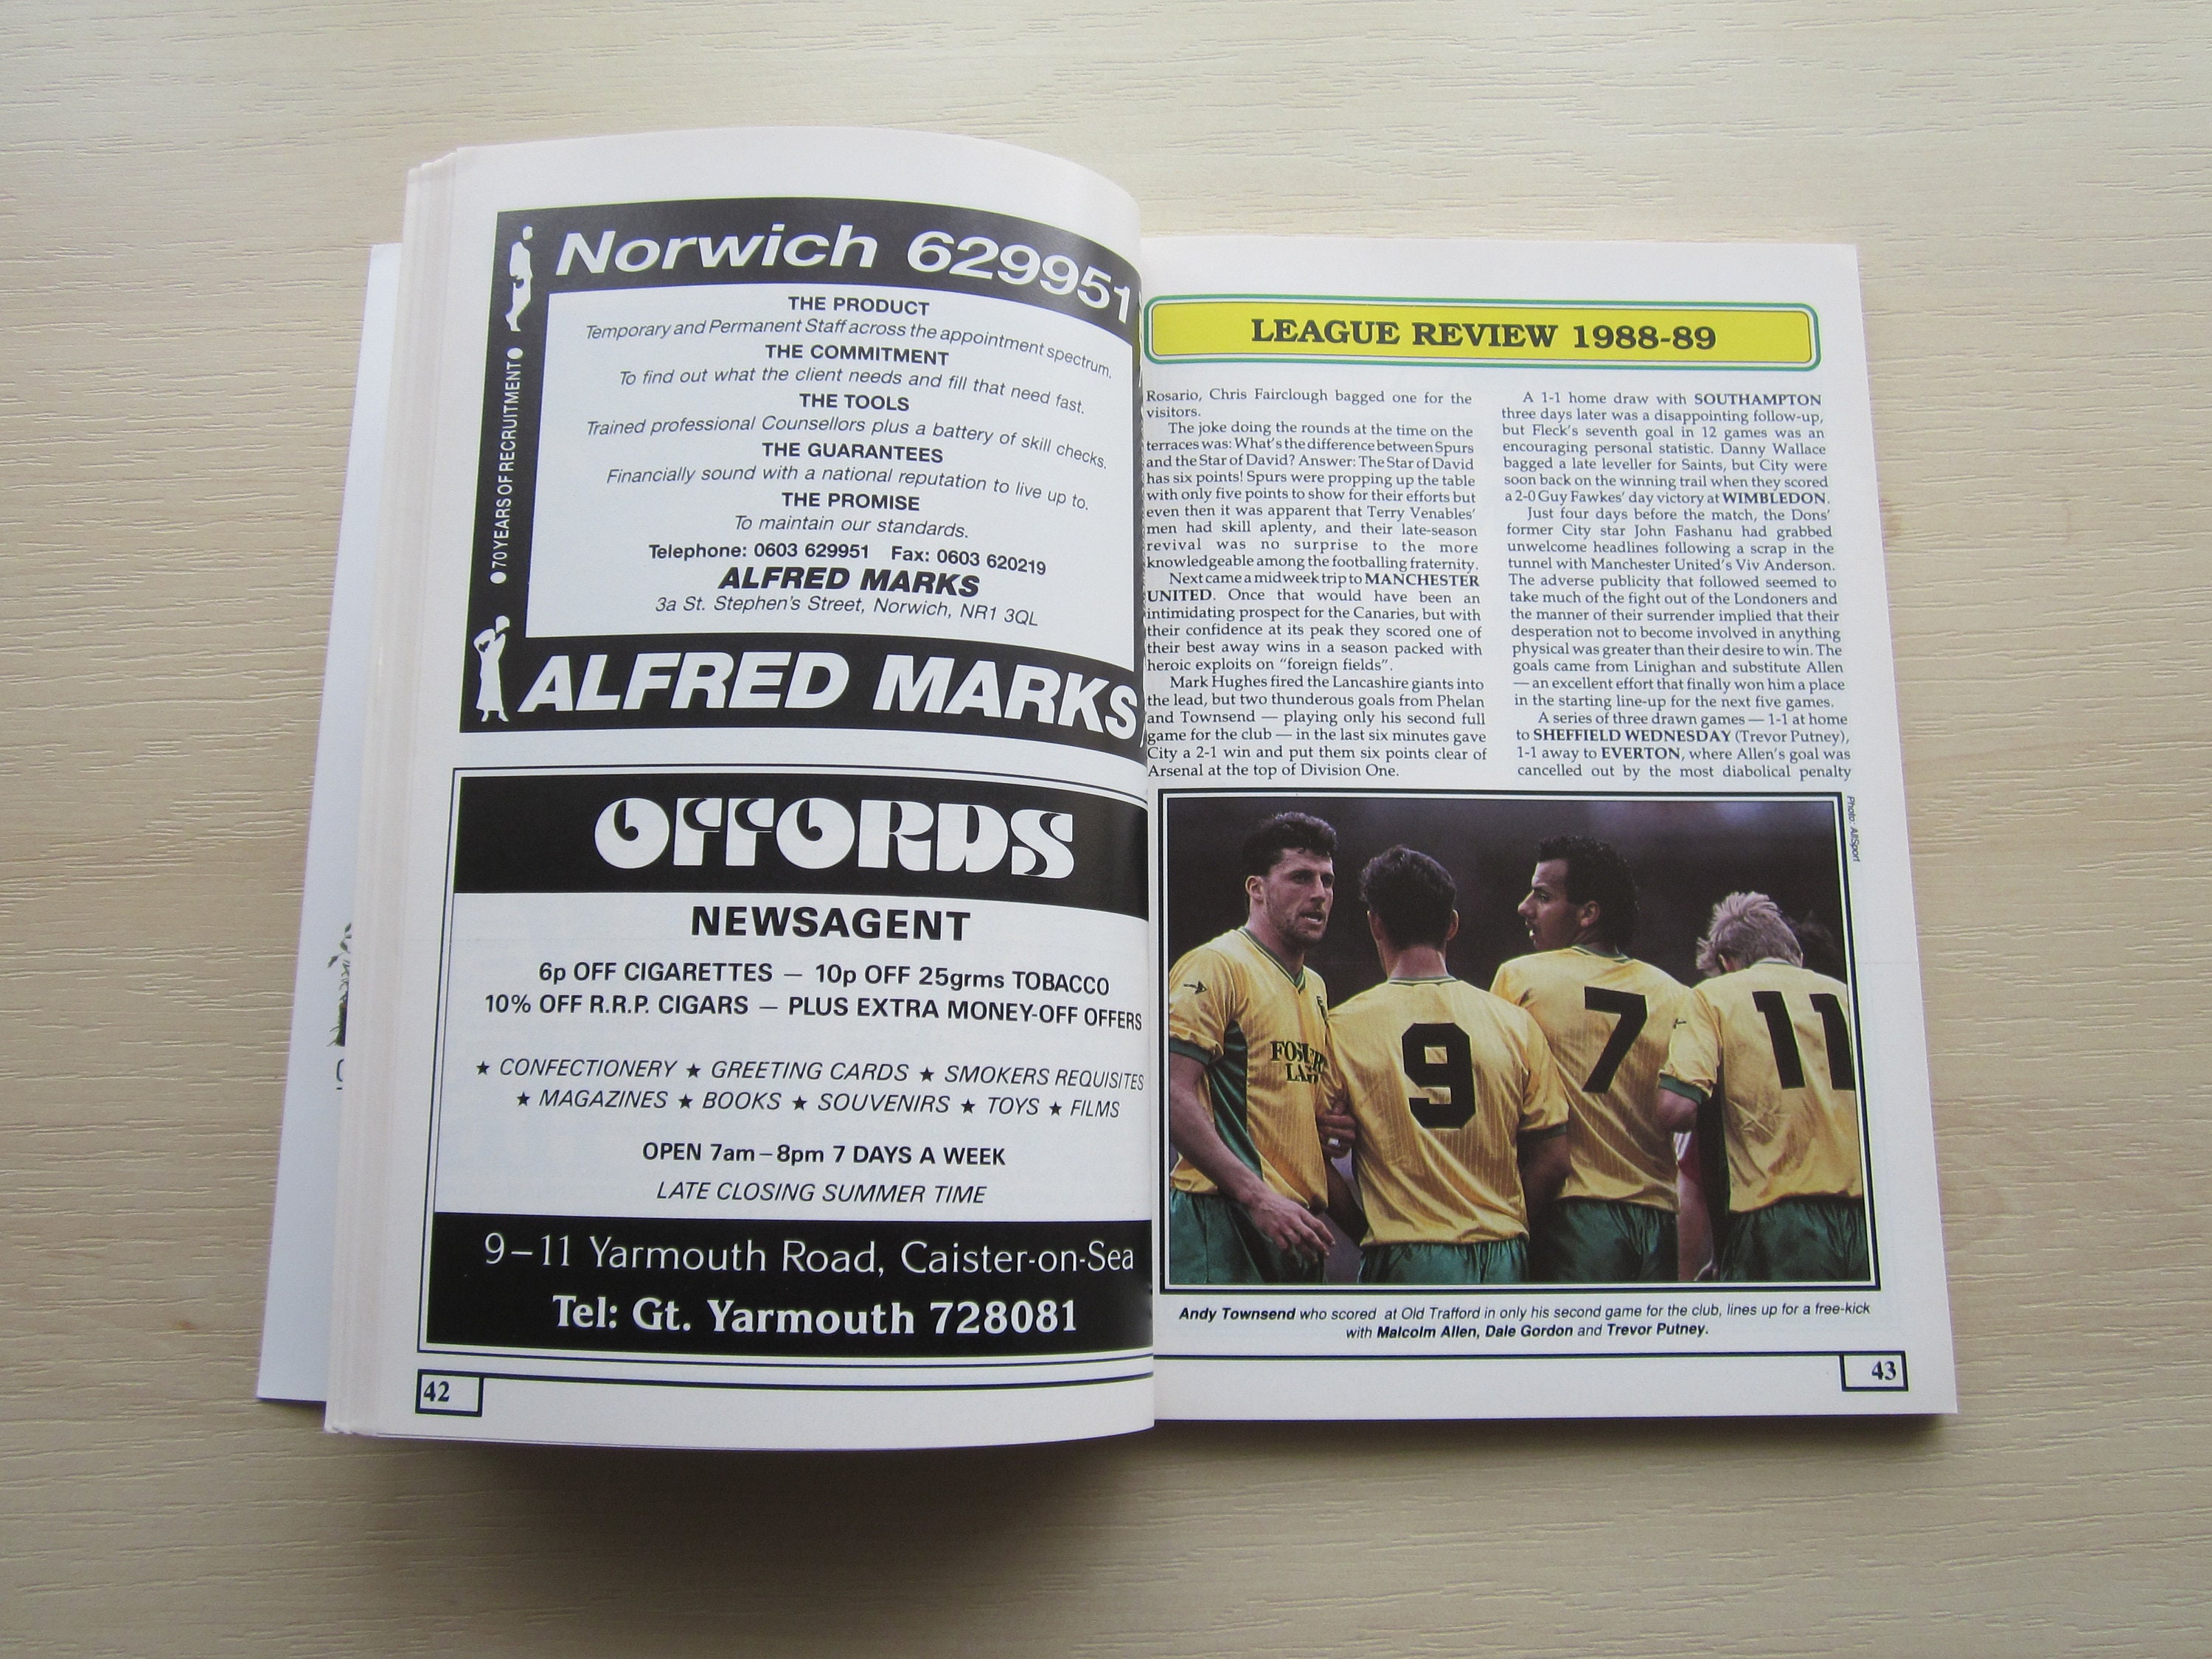 Norwich 629951
70 YEARS OF RECRUITMENT
THE PRODUCT
Temporary and Permanent Staff across the appointment spectrum.
THE COMMITMENT
To find out what the client needs and fill that need fast.
THE TOOLS
Trained professional Counsellors plus a battery of skill checks.
THE GUARANTEES
Financially sound with a national reputation to live up to.
THE PROMISE
To maintain our standards.
Telephone: 0603 629951 Fax: 0603 620219
ALFRED MARKS
3a St. Stephen's Street, Norwich, NR1 3QL
ALFRED MARKS
OFFORDS
NEWSAGENT
6p OFF CIGARETTES — 10p OFF 25grms TOBACCO
10% OFF R.R.P. CIGARS — PLUS EXTRA MONEY-OFF OFFERS
★ CONFECTIONERY ★ GREETING CARDS ★ SMOKERS REQUISITES
★ MAGAZINES ★ BOOKS ★ SOUVENIRS ★ TOYS ★ FILMS
OPEN 7am – 8pm 7 DAYS A WEEK
LATE CLOSING SUMMER TIME
9–11 Yarmouth Road, Caister-on-Sea
Tel: Gt. Yarmouth 728081
42
LEAGUE REVIEW 1988-89
Rosario, Chris Fairclough bagged one for the
visitors.
The joke doing the rounds at the time on the
terraces was: What's the difference between Spurs
and the Star of David? Answer: The Star of David
has six points! Spurs were propping up the table
with only five points to show for their efforts but
even then it was apparent that Terry Venables'
men had skill aplenty, and their late-season
revival was no surprise to the more
knowledgeable among the footballing fraternity.
Next came a midweek trip to MANCHESTER
UNITED. Once that would have been an
intimidating prospect for the Canaries, but with
their confidence at its peak they scored one of
their best away wins in a season packed with
heroic exploits on "foreign fields".
Mark Hughes fired the Lancashire giants into
the lead, but two thunderous goals from Phelan
and Townsend — playing only his second full
game for the club — in the last six minutes gave
City a 2-1 win and put them six points clear of
Arsenal at the top of Division One.
A 1-1 home draw with SOUTHAMPTON
three days later was a disappointing follow-up,
but Fleck's seventh goal in 12 games was an
encouraging personal statistic. Danny Wallace
bagged a late leveller for Saints, but City were
soon back on the winning trail when they scored
a 2-0 Guy Fawkes' day victory at WIMBLEDON.
Just four days before the match, the Dons'
former City star John Fashanu had grabbed
unwelcome headlines following a scrap in the
tunnel with Manchester United's Viv Anderson.
The adverse publicity that followed seemed to
take much of the fight out of the Londoners and
the manner of their surrender implied that their
desperation not to become involved in anything
physical was greater than their desire to win. The
goals came from Linighan and substitute Allen
— an excellent effort that finally won him a place
in the starting line-up for the next five games.
A series of three drawn games — 1-1 at home
to SHEFFIELD WEDNESDAY (Trevor Putney),
1-1 away to EVERTON, where Allen's goal was
cancelled out by the most diabolical penalty
Photo: AllSport
9
7
11
Andy Townsend who scored at Old Trafford in only his second game for the club, lines up for a free-kick
with Malcolm Allen, Dale Gordon and Trevor Putney.
43